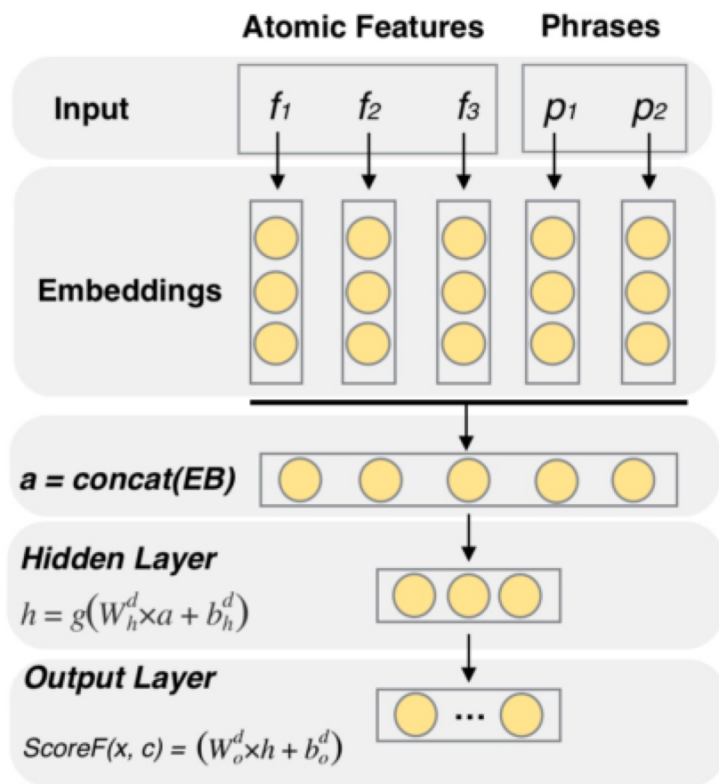 Atomic Features Phrases
Input f1 f2 f3 p1 p2
Embeddings
a = concat(EB)
Hidden Layer
h = g(W_h^d×a + b_h^d)
Output Layer
...
ScoreF(x, c) = (W_o^d×h + b_o^d)